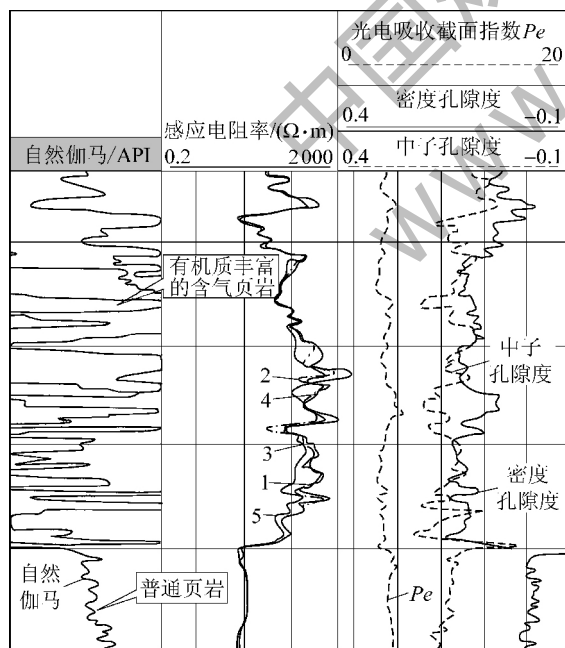 光电吸收截面指数Pe
0 20
密度孔隙度
0.4 -0.1
感应电阻率/(Ω·m)
中子孔隙度
自然伽马/API
0.2 2 000
0.4 -0.1
有机质丰富
的含气页岩
2
4
3
1
5
中子
孔隙度
密度
孔隙度
自然
伽马
普通页岩
Pe